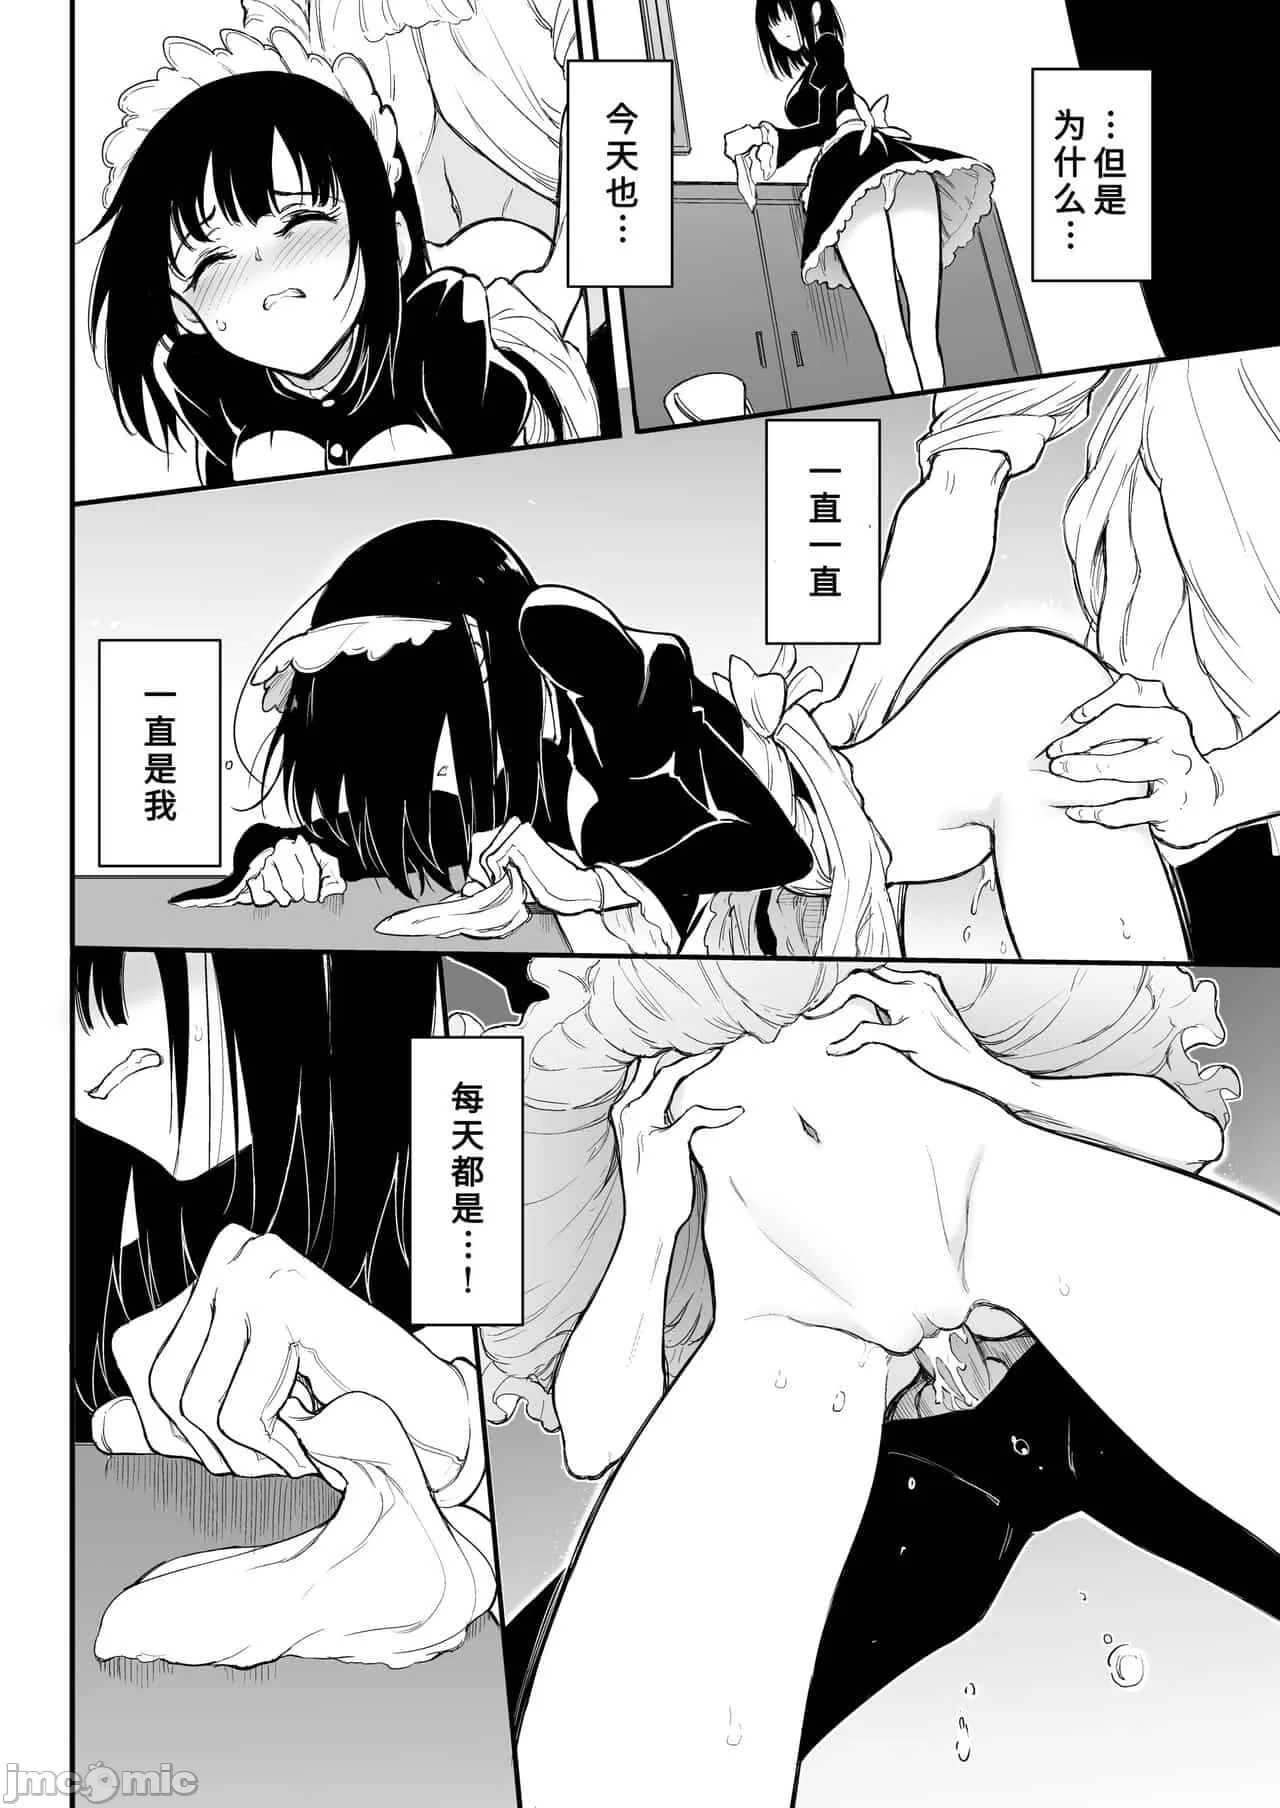 …但是
为什么…
今天也…
一直一直
一直是我
每天都是…！
jmcomic